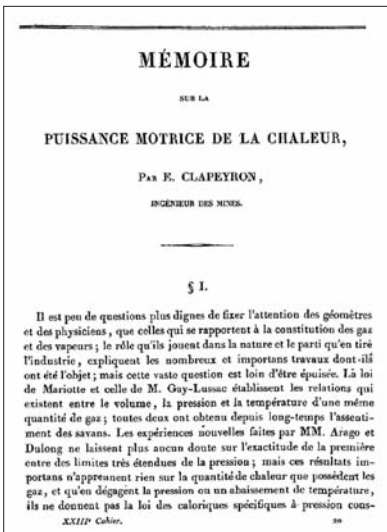 MÉMOIRE
SUR LA
PUISSANCE MOTRICE DE LA CHALEUR,
PAR E. CLAPEYRON,
INGÉNIEUR DES MINES.
§ I.
Il est peu de questions plus dignes de fixer l'attention des géomètres
et des physiciens, que celles qui se rapportent à la constitution des gaz
et des vapeurs; le rôle qu'ils jouent dans la nature et le parti qu'en tire
l'industrie, expliquent les nombreux et importans travaux dont ils
ont été l'objet; mais cette vaste question est loin d'être épuisée. La loi
de Mariotte et celle de M. Gay-Lussac établissent les relations qui
existent entre le volume, la pression et la température d'une même
quantité de gaz; toutes deux ont obtenu depuis long-temps l'assenti-
ment des savans. Les expériences nouvelles faites par MM. Arago et
Dulong ne laissent plus aucun doute sur l'exactitude de la première
entre des limites très étendues de la pression; mais ces résultats im-
portans n'apprennent rien sur la quantité de chaleur que possèdent les
gaz, et qu'en dégagent la pression ou un abaissement de température,
ils ne donnent pas la loi des caloriques spécifiques à pression cons-
XXIIIe Cahier. 20